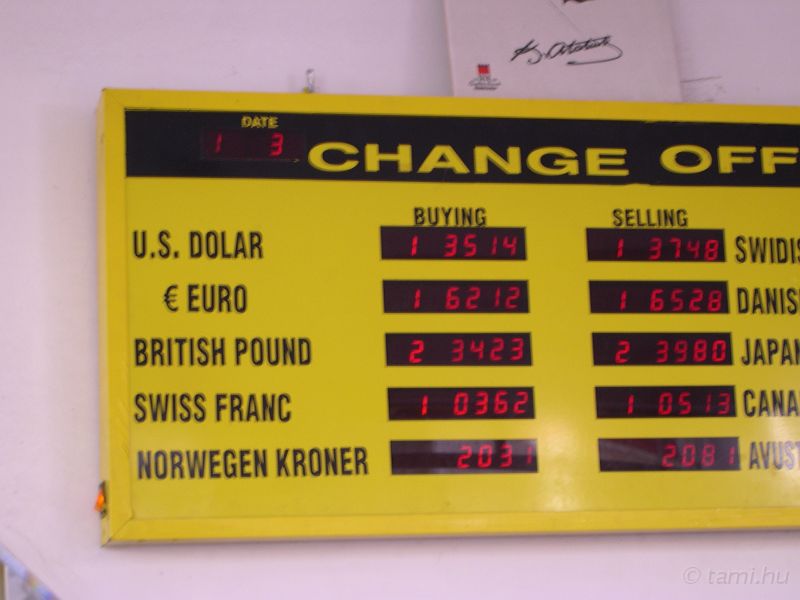 K. Atatürk
DATE
1 3
CHANGE OFF
BUYING SELLING
U.S. DOLAR 1 3514 1 3748 SWIDIS
€ EURO 1 6212 1 6528 DANIS
BRITISH POUND 2 3423 2 3980 JAPAN
SWISS FRANC 1 0362 1 0513 CANA
NORWEGEN KRONER 2031 2081 AVUST
© tami.hu